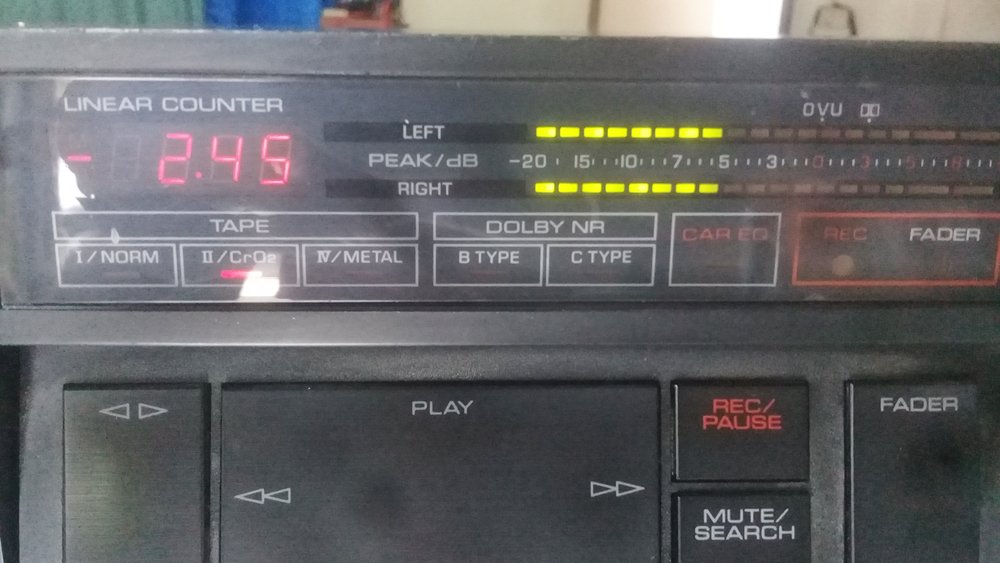 LINEAR COUNTER
- 2.45
LEFT
0VU
PEAK/dB -20 15 10 7 5 3 0 3 5 8
RIGHT
TAPE
I/NORM II/CrO2 IV/METAL
DOLBY NR
B TYPE C TYPE
CAR EQ
REC FADER
PLAY
REC/
PAUSE
FADER
MUTE/
SEARCH